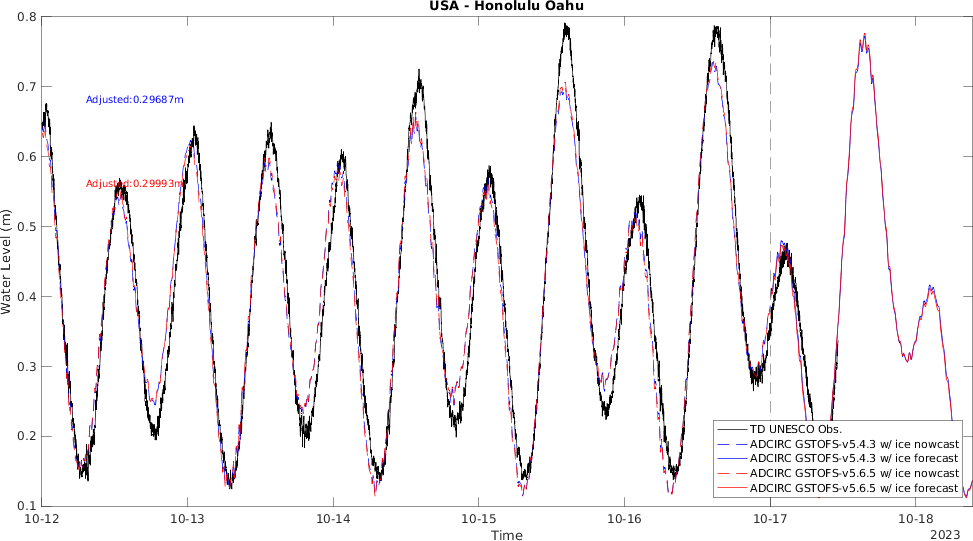 USA - Honolulu Oahu
0.8
0.7
0.6
0.5
0.4
0.3
0.2
0.1
Water Level (m)
Adjusted:0.29687m
Adjusted:0.29993m
TD UNESCO Obs.
ADCIRC GSTOFS-v5.4.3 w/ ice nowcast
ADCIRC GSTOFS-v5.4.3 w/ ice forecast
ADCIRC GSTOFS-v5.6.5 w/ ice nowcast
ADCIRC GSTOFS-v5.6.5 w/ ice forecast
10-12 10-13 10-14 10-15 10-16 10-17 10-18
Time
2023